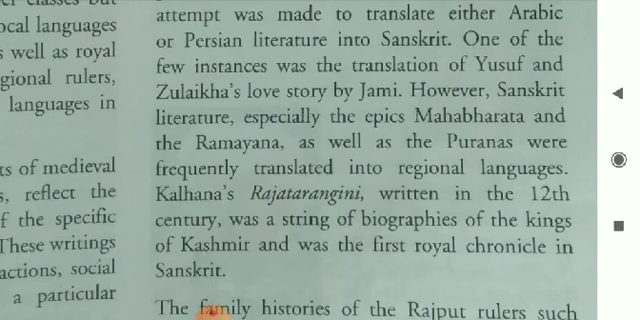 ocal languages
s well as royal
gional rulers,
languages in
ts of medieval
s, reflect the
f the specific
These writings
actions, social
a particular
attempt was made to translate either Arabic
or Persian literature into Sanskrit. One of the
few instances was the translation of Yusuf and
Zulaikha's love story by Jami. However, Sanskrit
literature, especially the epics Mahabharata and
the Ramayana, as well as the Puranas were
frequently translated into regional languages.
Kalhana's Rajatarangini, written in the 12th
century, was a string of biographies of the kings
of Kashmir and was the first royal chronicle in
Sanskrit.
The family histories of the Rajput rulers such